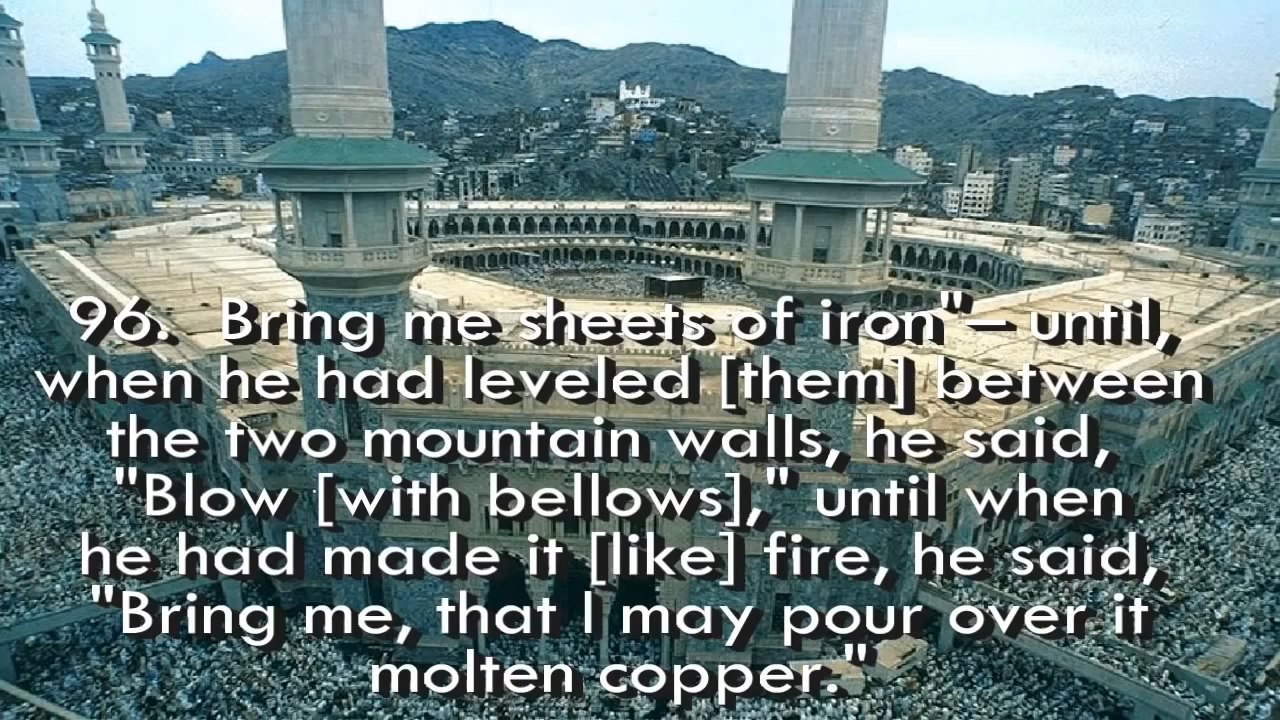 96.  Bring me sheets of iron"– until,
when he had leveled [them] between
the two mountain walls, he said,
"Blow [with bellows]," until when
he had made it [like] fire, he said,
"Bring me, that I may pour over it
molten copper."